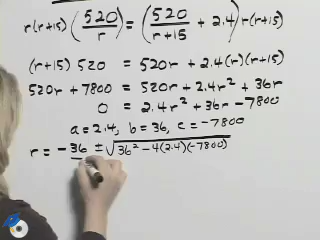 r(r+15)(520/r) = (520/(r+15) + 2.4) r(r+15)
(r+15) 520 = 520r + 2.4(r)(r+15)
520r + 7800 = 520r + 2.4r² + 36r
0 = 2.4r² + 36r - 7800
a = 2.4, b = 36, c = -7800
r = -36 ± √(36² - 4(2.4)(-7800))